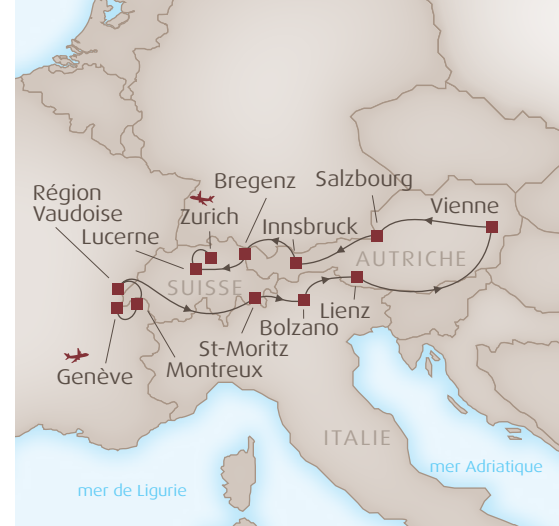 Bregenz
Salzbourg
Région
Vaudoise
Zurich
Vienne
Lucerne
Innsbruck
AUTRICHE
SUISSE
Lienz
Bolzano
St-Moritz
Genève
Montreux
ITALIE
mer Adriatique
mer de Ligurie